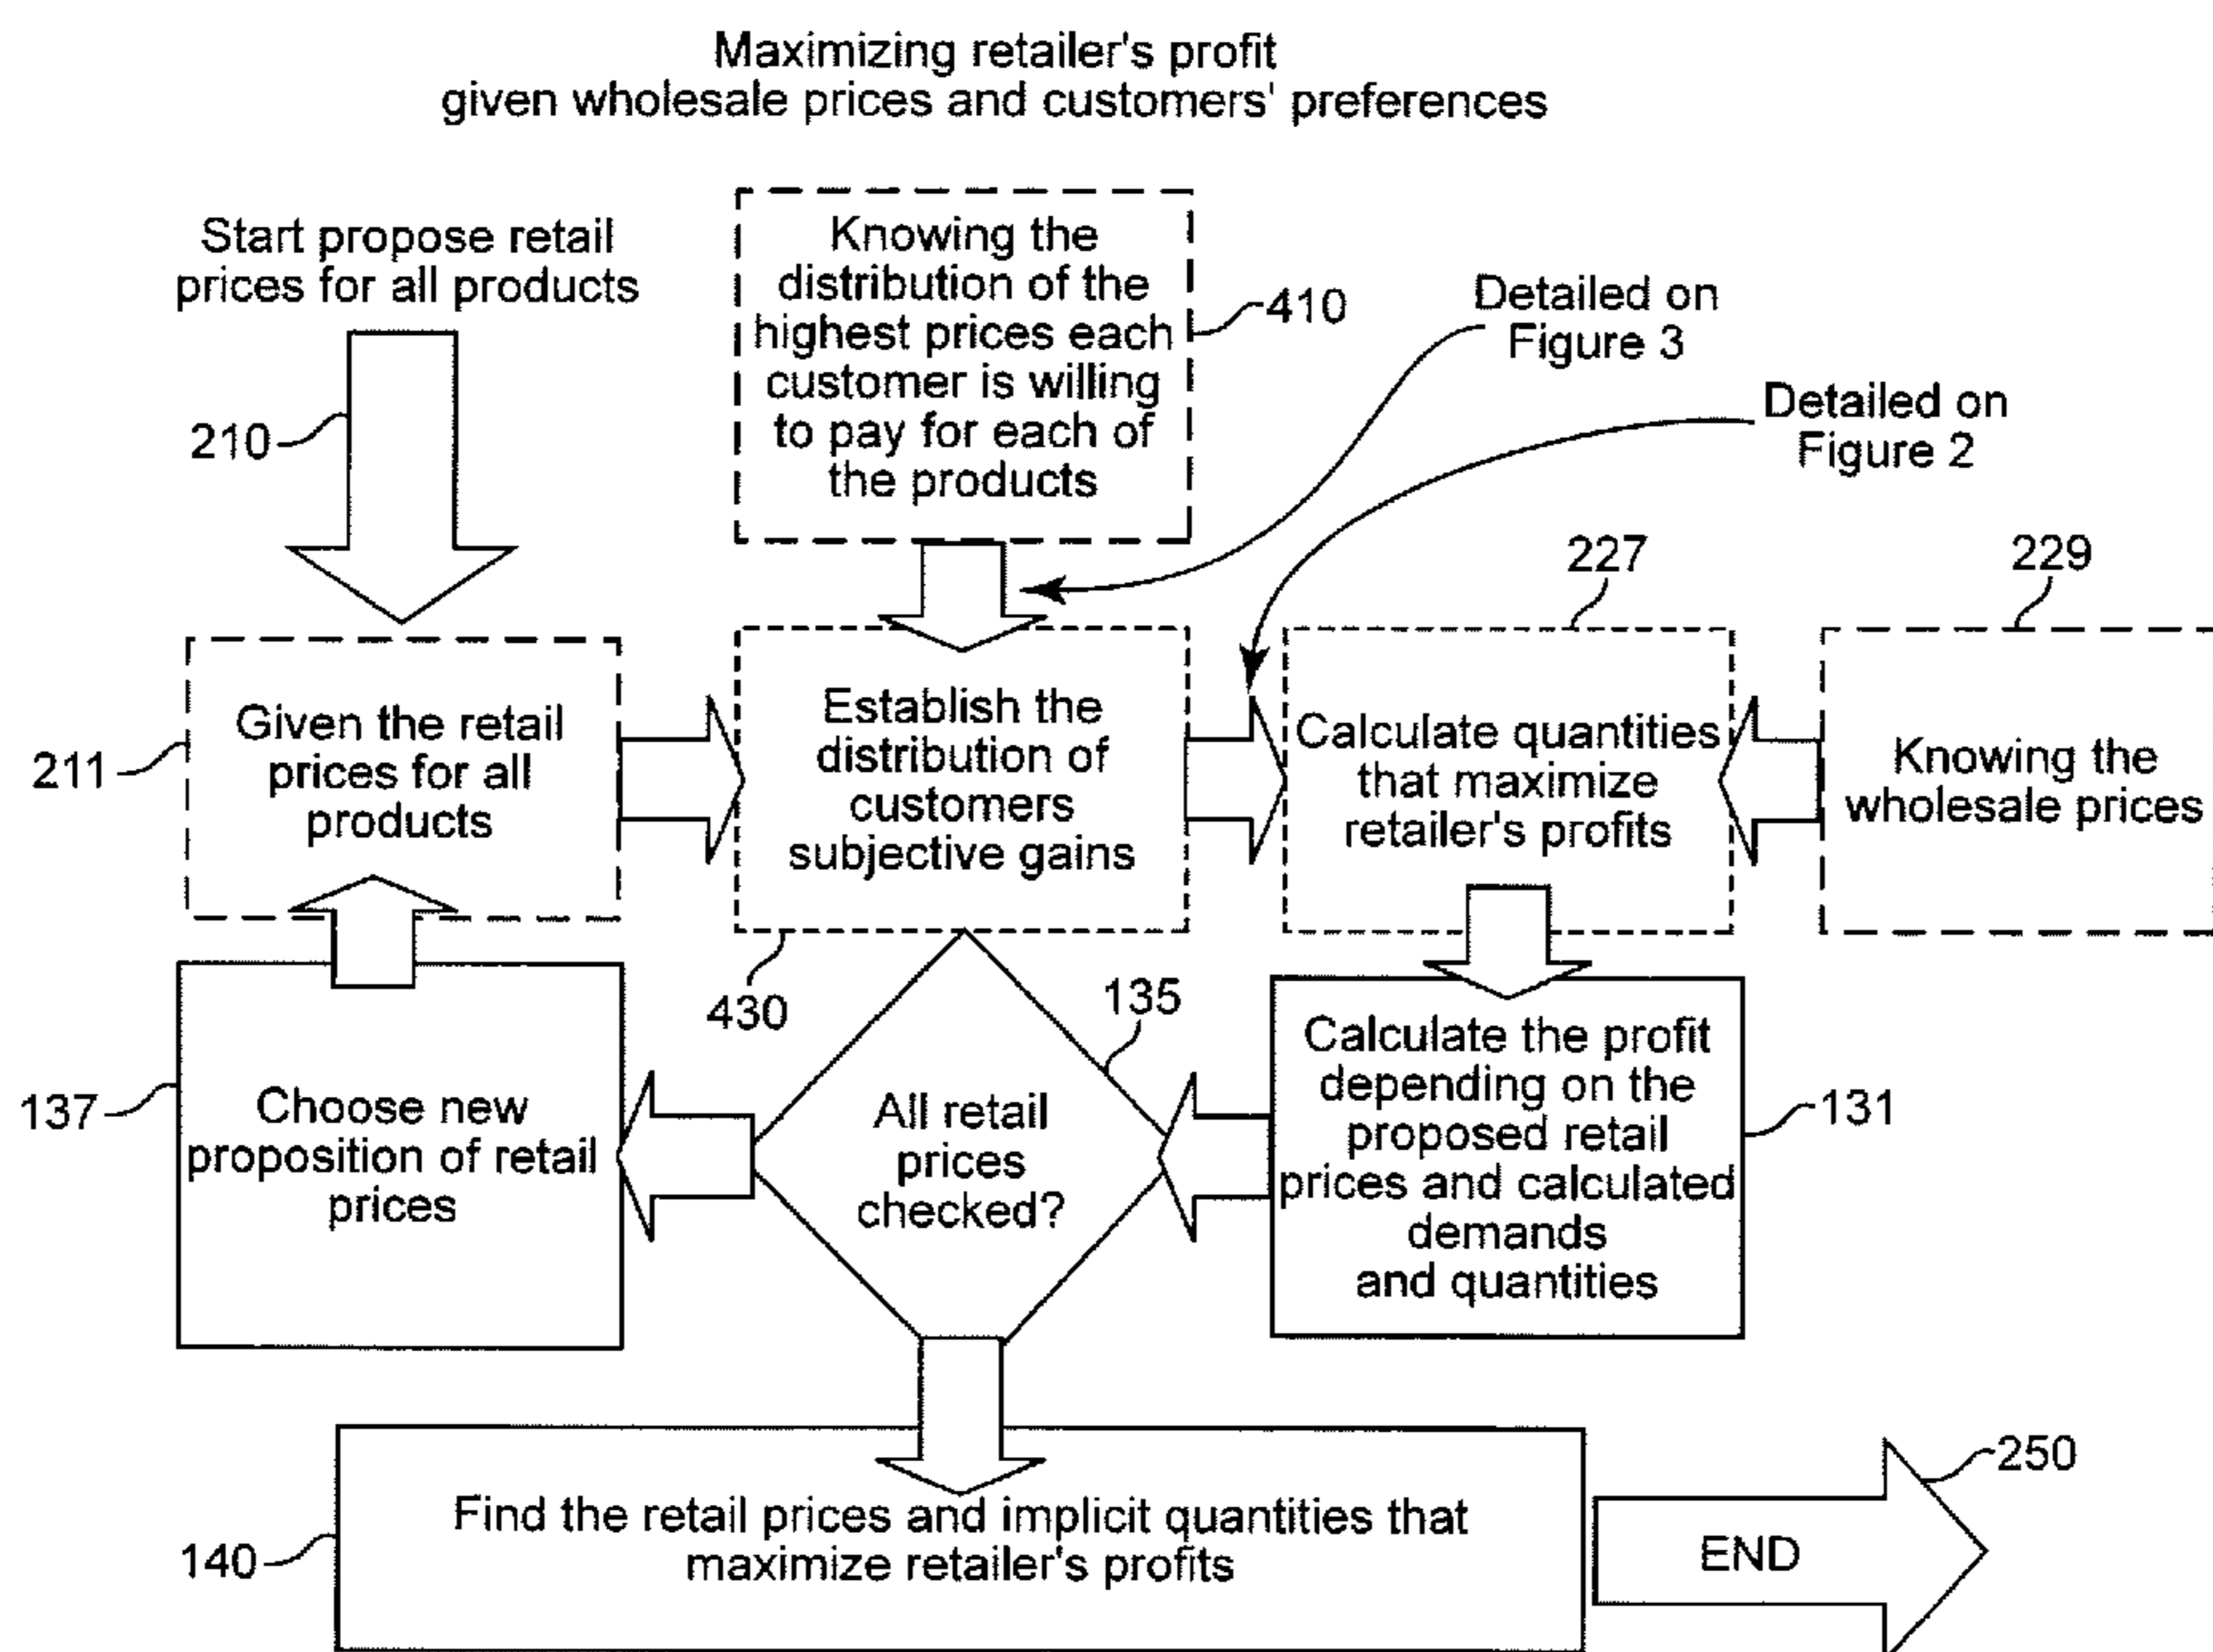 Maximizing retailer's profit
given wholesale prices and customers' preferences
Start propose retail
prices for all products
210
Knowing the
distribution of the
highest prices each
customer is willing
to pay for each of
the products
410
Detailed on
Figure 3
Detailed on
Figure 2
227
229
211
Given the retail
prices for all
products
Establish the
distribution of
customers
subjective gains
430
Calculate quantities
that maximize
retailer's profits
Knowing the
wholesale prices
137
Choose new
proposition of retail
prices
135
All retail
prices
checked?
Calculate the profit
depending on the
proposed retail
prices and calculated
demands
and quantities
131
140
Find the retail prices and implicit quantities that
maximize retailer's profits
END
250